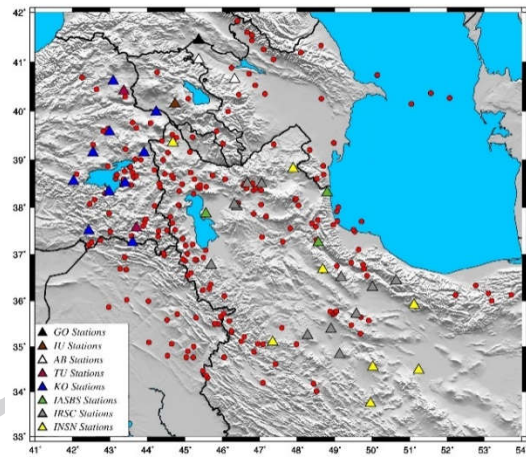 42°
41°
40°
39°
38°
37°
36°
35°
34°
33°
GO Stations
IU Stations
AB Stations
TU Stations
KO Stations
IASBS Stations
IRSC Stations
INSN Stations
41° 42° 43° 44° 45° 46° 47° 48° 49° 50° 51° 52° 53° 54°